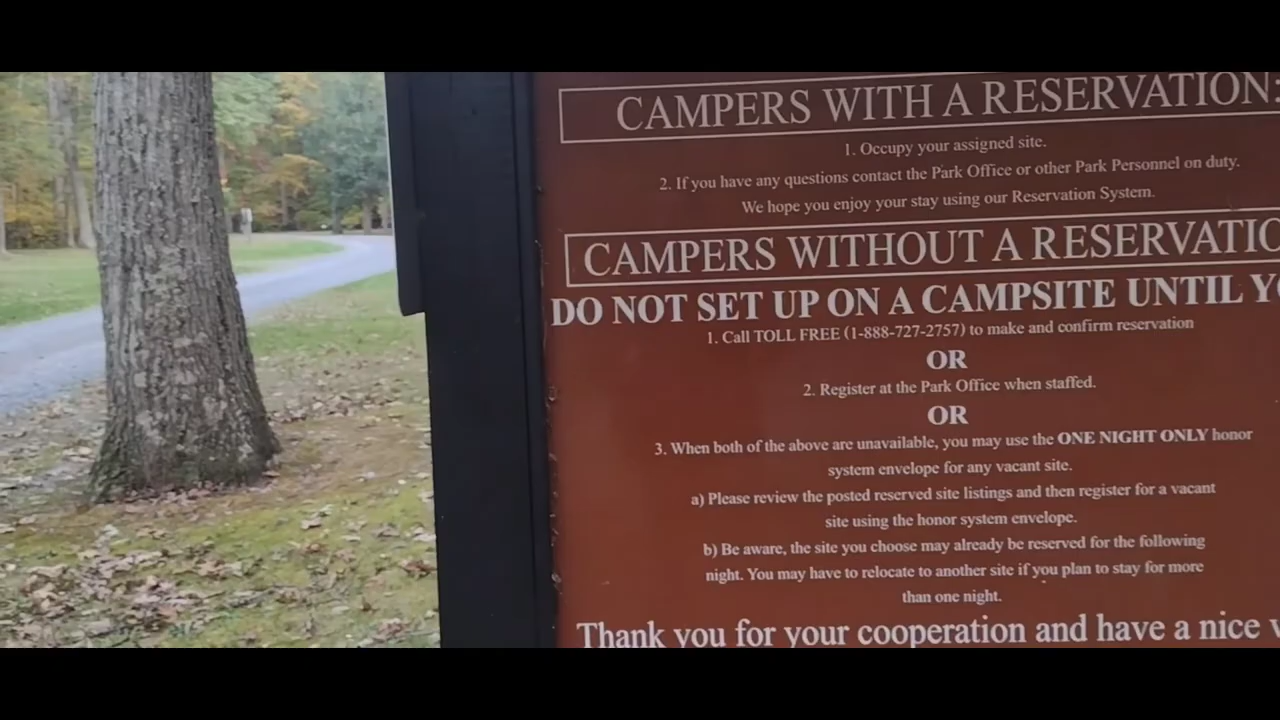 CAMPERS WITH A RESERVATION:
1. Occupy your assigned site.
2. If you have any questions contact the Park Office or other Park Personnel on duty.
We hope you enjoy your stay using our Reservation System.
CAMPERS WITHOUT A RESERVATIO
DO NOT SET UP ON A CAMPSITE UNTIL YO
1. Call TOLL FREE (1-888-727-2757) to make and confirm reservation
OR
2. Register at the Park Office when staffed.
OR
3. When both of the above are unavailable, you may use the ONE NIGHT ONLY honor
system envelope for any vacant site.
a) Please review the posted reserved site listings and then register for a vacant
site using the honor system envelope.
b) Be aware, the site you choose may already be reserved for the following
night. You may have to relocate to another site if you plan to stay for more
than one night.
Thank you for your cooperation and have a nice